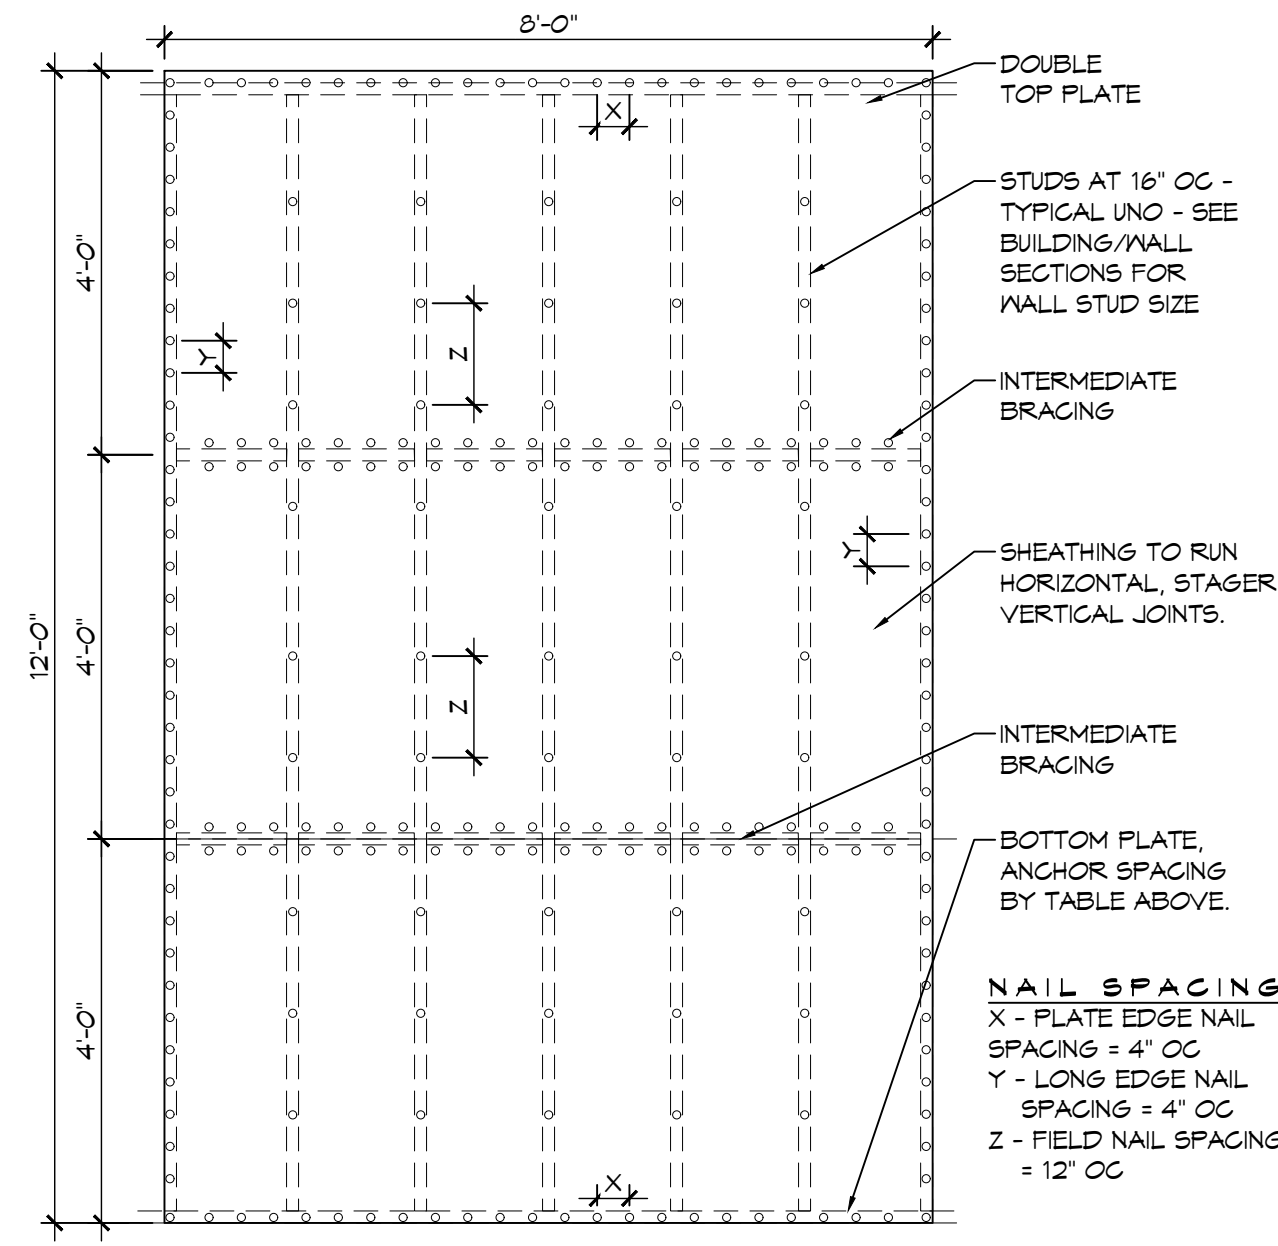 8'-0"
DOUBLE
TOP PLATE
X
STUDS AT 16" OC -
TYPICAL UNO - SEE
BUILDING/WALL
SECTIONS FOR
WALL STUD SIZE
4'-0"
Y
Z
INTERMEDIATE
BRACING
Y
SHEATHING TO RUN
HORIZONTAL, STAGER
VERTICAL JOINTS.
12'-0"
4'-0"
Z
INTERMEDIATE
BRACING
BOTTOM PLATE,
ANCHOR SPACING
BY TABLE ABOVE.
4'-0"
X
NAIL SPACING
X - PLATE EDGE NAIL
SPACING = 4" OC
Y - LONG EDGE NAIL
SPACING = 4" OC
Z - FIELD NAIL SPACING
= 12" OC